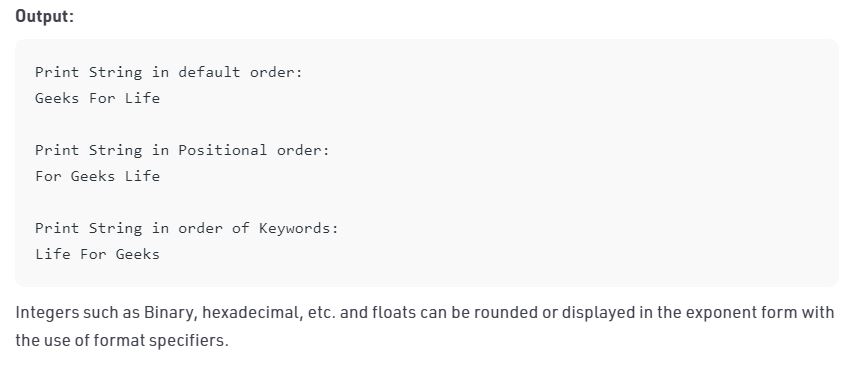 Output:
Print String in default order:
Geeks For Life
Print String in Positional order:
For Geeks Life
Print String in order of Keywords:
Life For Geeks
Integers such as Binary, hexadecimal, etc. and floats can be rounded or displayed in the exponent form with
the use of format specifiers.